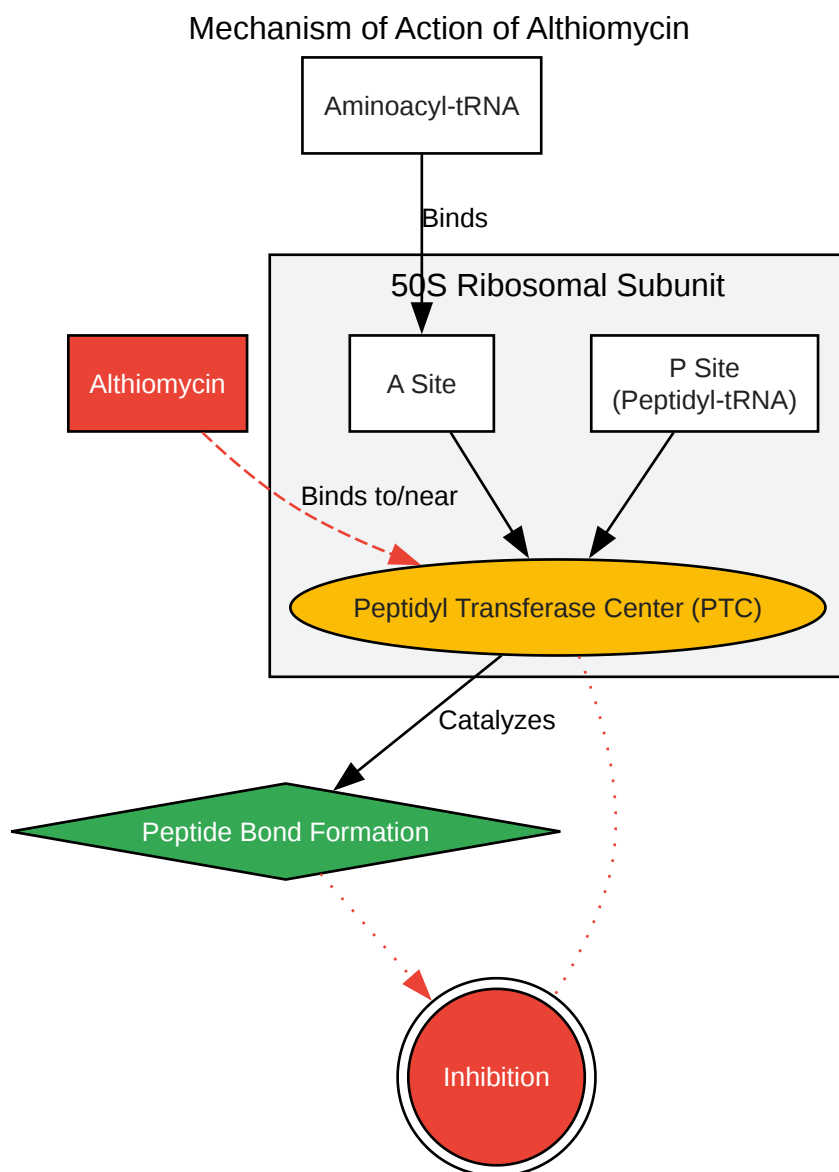 Mechanism of Action of Althiomycin
Aminoacyl-tRNA
Binds
50S Ribosomal Subunit
Althiomycin
A Site
P Site
(Peptidyl-tRNA)
Binds to/near
Peptidyl Transferase Center (PTC)
Catalyzes
Peptide Bond Formation
Inhibition